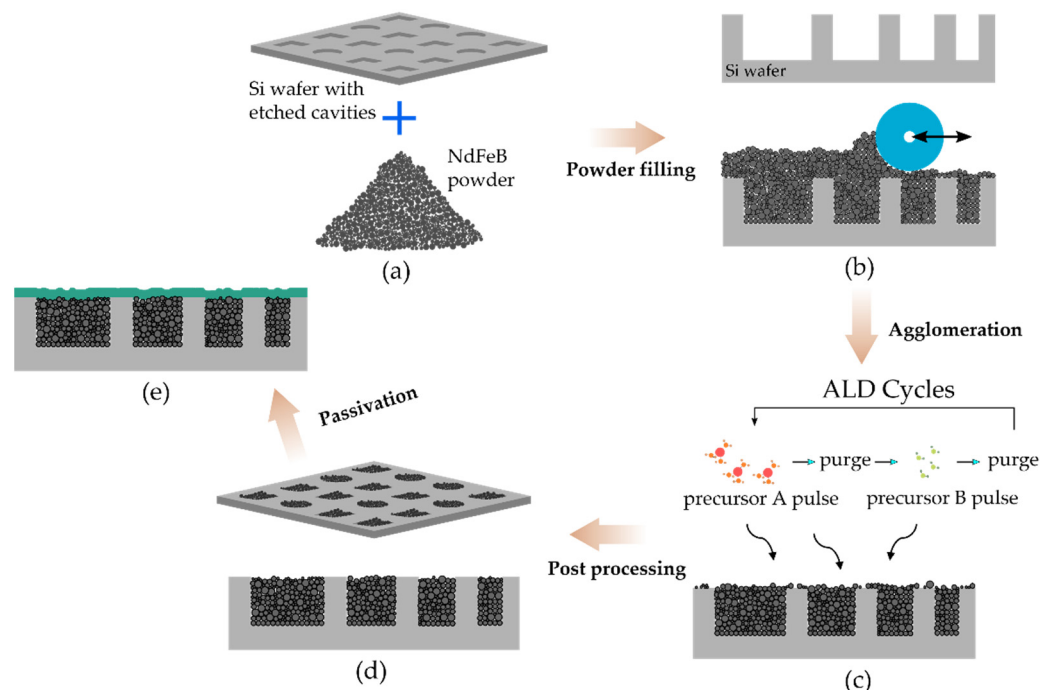 Si wafer with
etched cavities
NdFeB
powder
(a)
Powder filling
Si wafer
(b)
Agglomeration
ALD Cycles
purge
purge
precursor A pulse
precursor B pulse
(c)
Post processing
(d)
Passivation
(e)